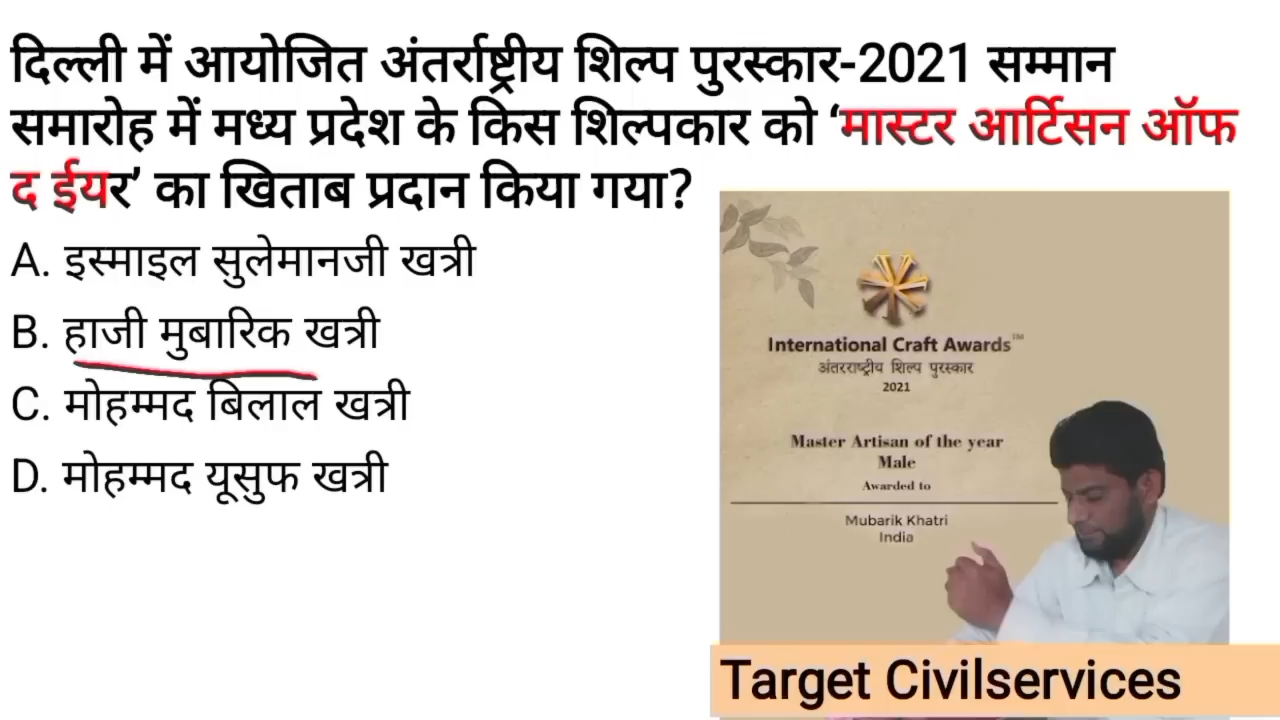 दिल्ली में आयोजित अंतर्राष्ट्रीय शिल्प पुरस्कार-2021 सम्मान
समारोह में मध्य प्रदेश के किस शिल्पकार को ‘मास्टर आर्टिसन ऑफ
द ईयर’ का खिताब प्रदान किया गया?
A. इस्माइल सुलेमानजी खत्री
B. हाजी मुबारिक खत्री
C. मोहम्मद बिलाल खत्री
D. मोहम्मद यूसुफ खत्री
International Craft Awards™
अंतरराष्ट्रीय शिल्प पुरस्कार
2021
Master Artisan of the year
Male
Awarded to
Mubarik Khatri
India
Target Civilservices